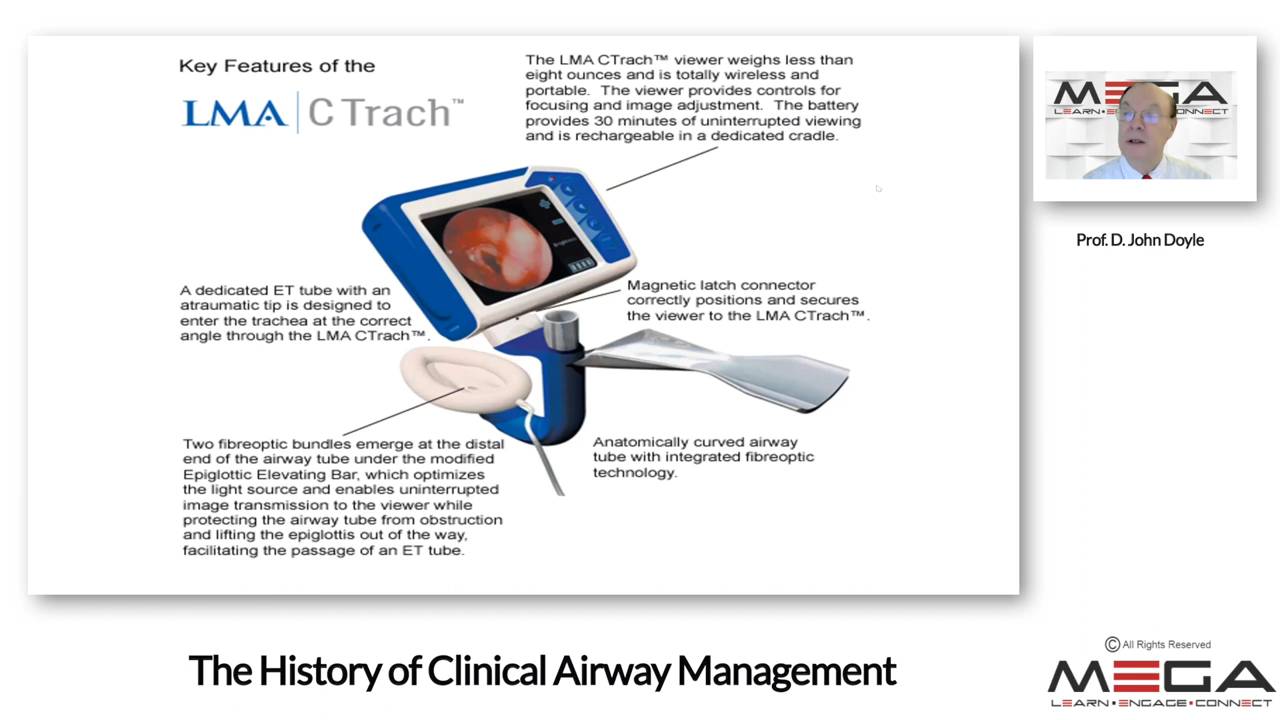 Key Features of the
LMA | C Trach™
The LMA CTrach™ viewer weighs less than
eight ounces and is totally wireless and
portable. The viewer provides controls for
focusing and image adjustment. The battery
provides 30 minutes of uninterrupted viewing
and is rechargeable in a dedicated cradle.
A dedicated ET tube with an
atraumatic tip is designed to
enter the trachea at the correct
angle through the LMA CTrach™.
Magnetic latch connector
correctly positions and secures
the viewer to the LMA CTrach™.
Two fibreoptic bundles emerge at the distal
end of the airway tube under the modified
Epiglottic Elevating Bar, which optimizes
the light source and enables uninterrupted
image transmission to the viewer while
protecting the airway tube from obstruction
and lifting the epiglottis out of the way,
facilitating the passage of an ET tube.
Anatomically curved airway
tube with integrated fibreoptic
technology.
MEGA
LEARN•ENGAGE•CONNECT
Prof. D. John Doyle
The History of Clinical Airway Management
© All Rights Reserved
MEGA
LEARN•ENGAGE•CONNECT